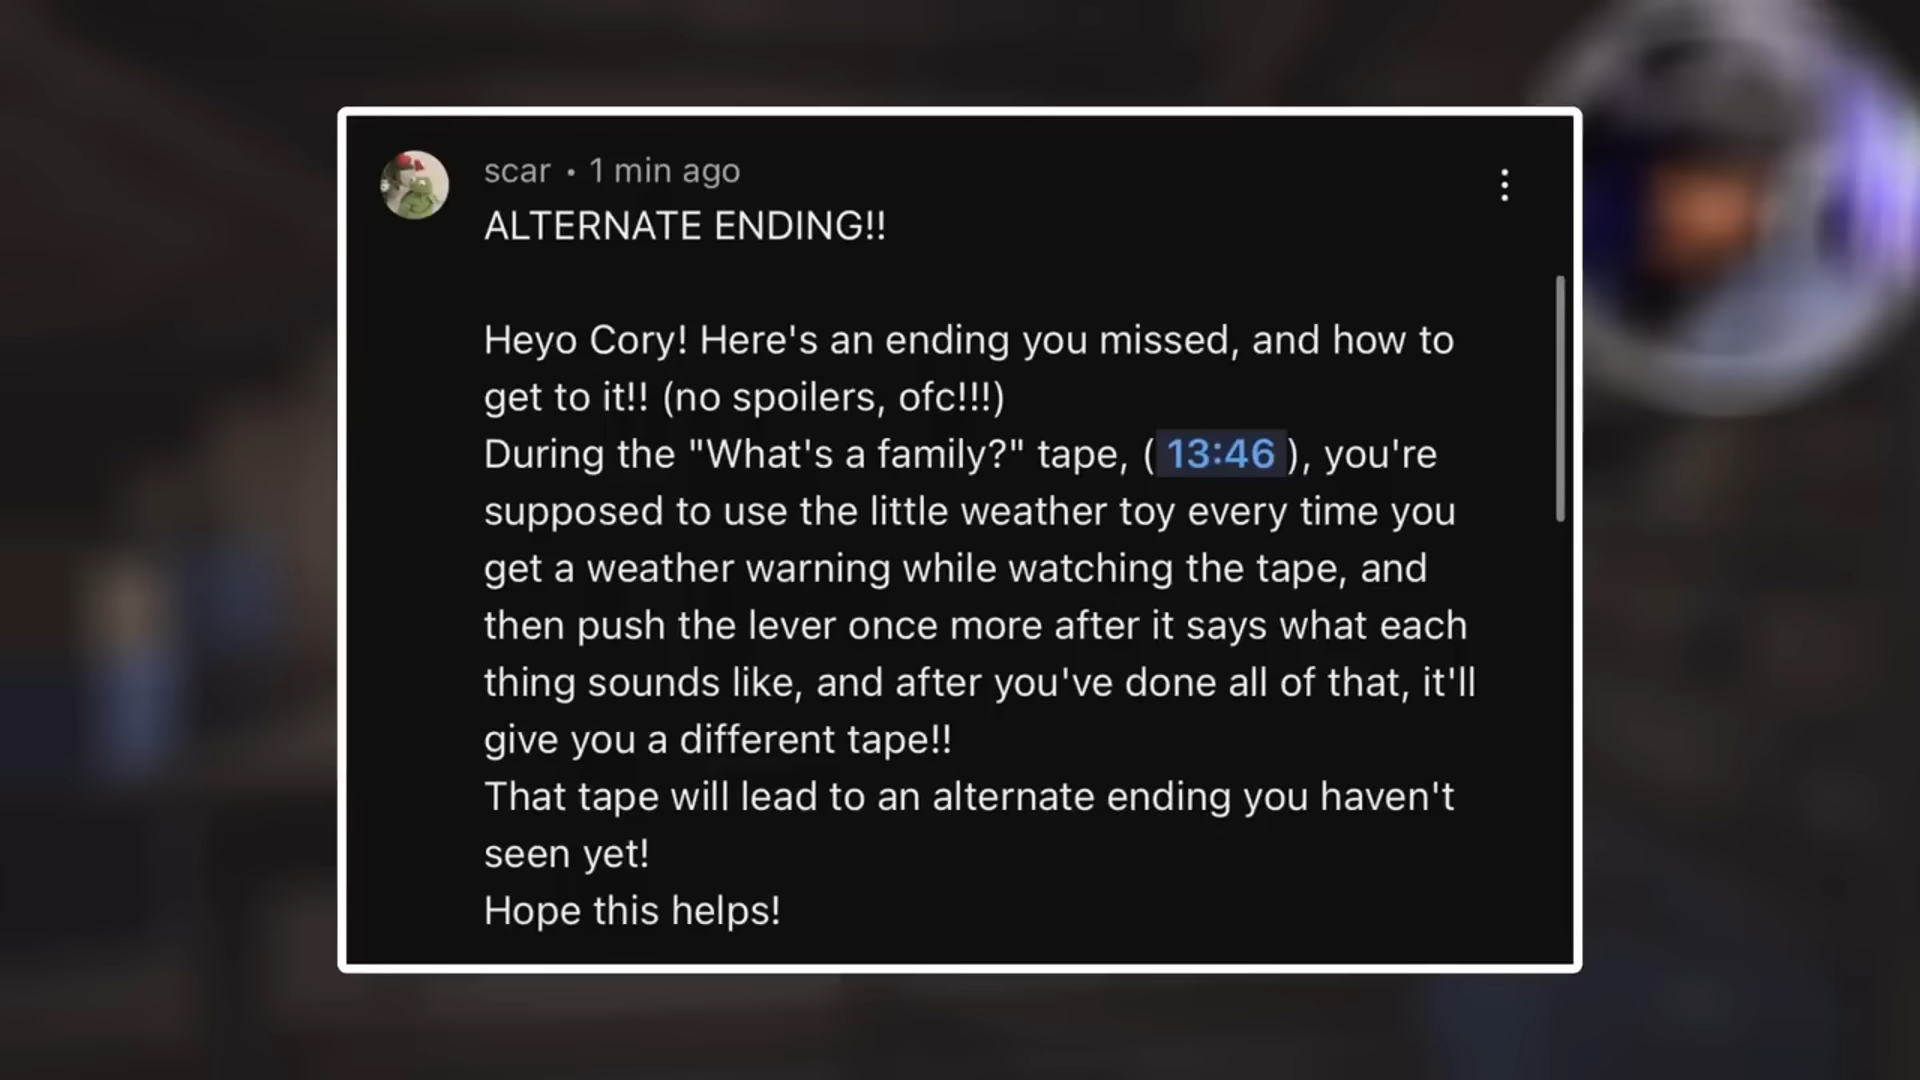 scar • 1 min ago
ALTERNATE ENDING!!
Heyo Cory! Here's an ending you missed, and how to
get to it!! (no spoilers, ofc!!!)
During the "What's a family?" tape, ( 13:46 ), you're
supposed to use the little weather toy every time you
get a weather warning while watching the tape, and
then push the lever once more after it says what each
thing sounds like, and after you've done all of that, it'll
give you a different tape!!
That tape will lead to an alternate ending you haven't
seen yet!
Hope this helps!